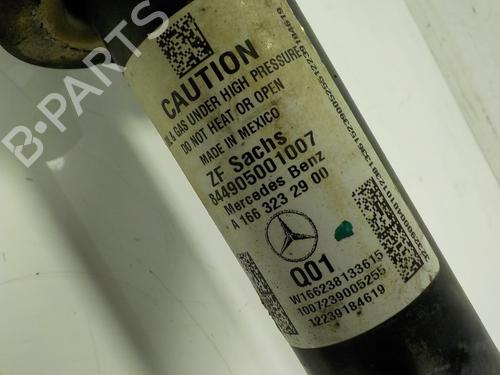 CAUTION
& GAS UNDER HIGH PRESSURE
DO NOT HEAT OR OPEN
MADE IN MEXICO
ZF Sachs
844905001007
Mercedes Benz
A 166 323 29 00
Q01
W166238133615
1007239005255
12239184619